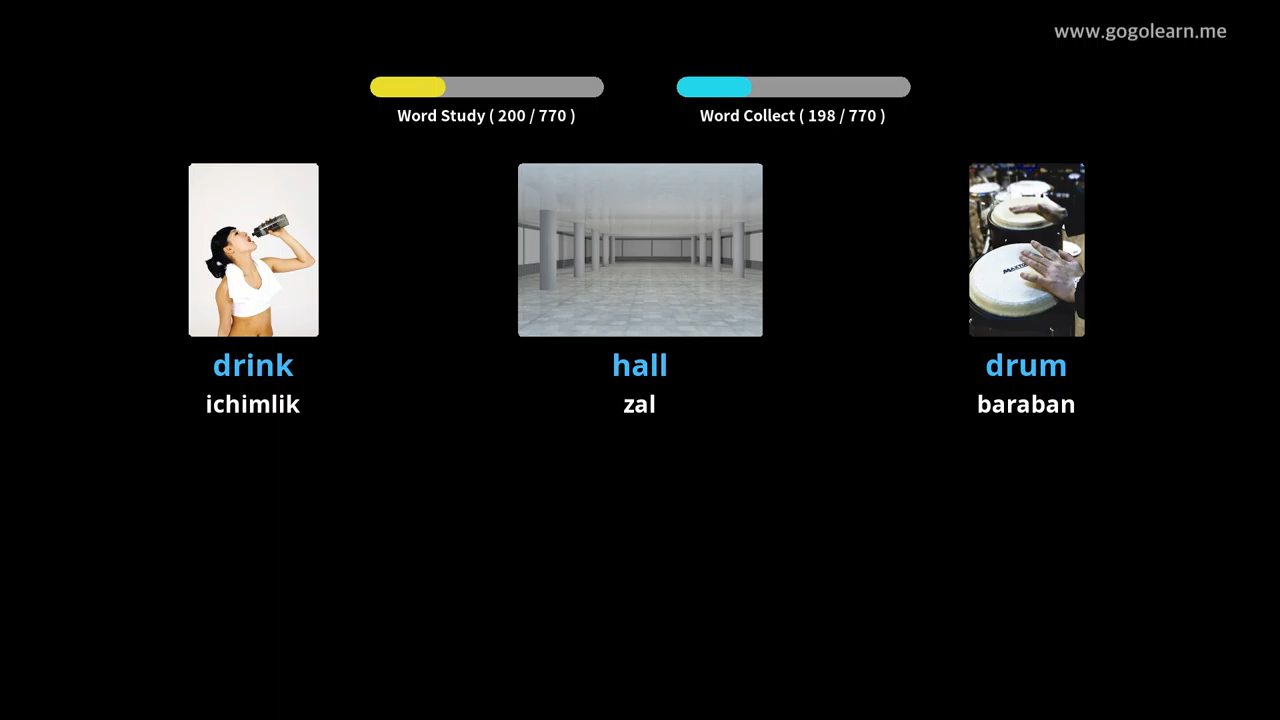 www.gogolearn.me
Word Study ( 200 / 770 )
Word Collect ( 198 / 770 )
drink
ichimlik
hall
zal
drum
baraban